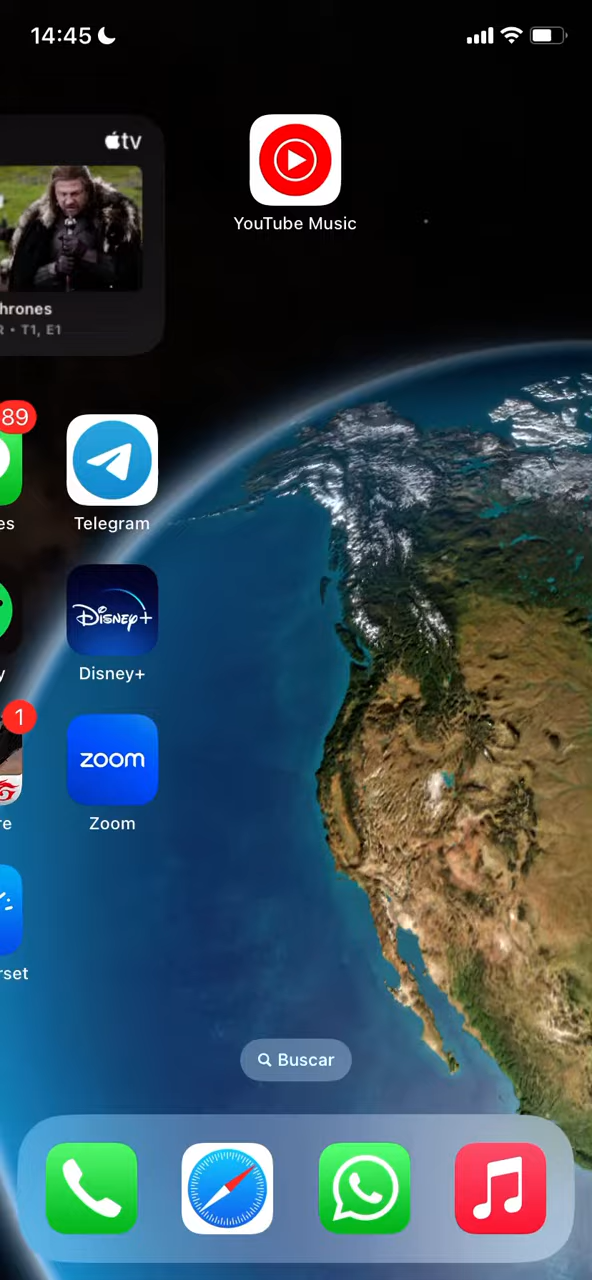 14:45
tv
YouTube Music
hrones
R • T1, E1
89
es
Telegram
Disney+
y
Disney+
1
zoom
re
Zoom
rset
Buscar